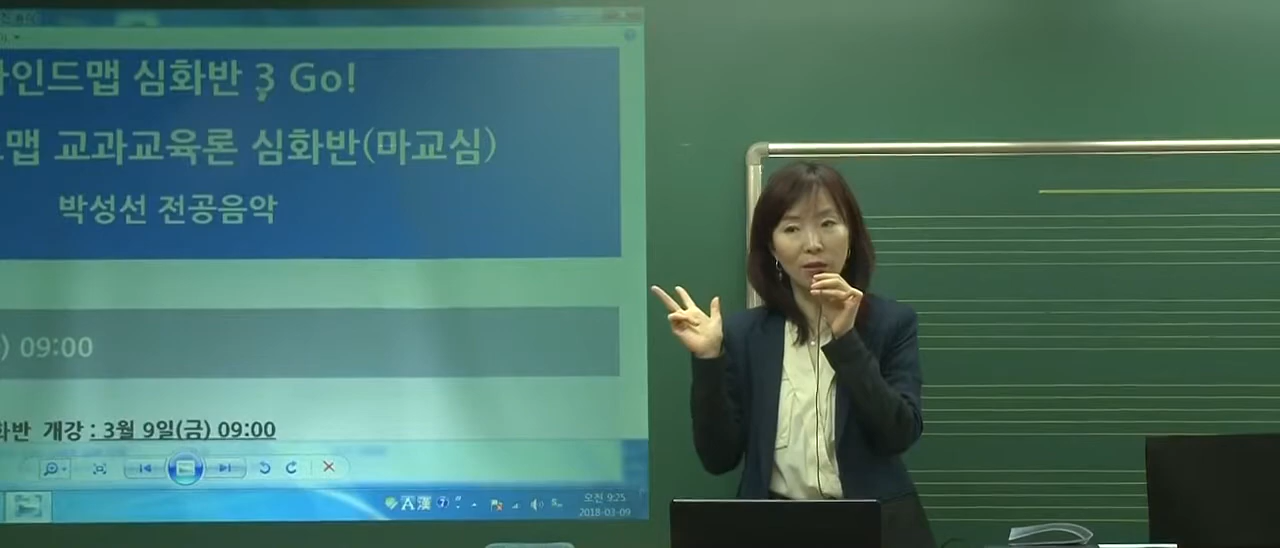 인드맵 심화반 3 Go!
맵 교과교육론 심화반(마교심)
박성선 전공음악
) 09:00
화반 개강 : 3월 9일(금) 09:00
A 漢
오전 9:25
2018-03-09